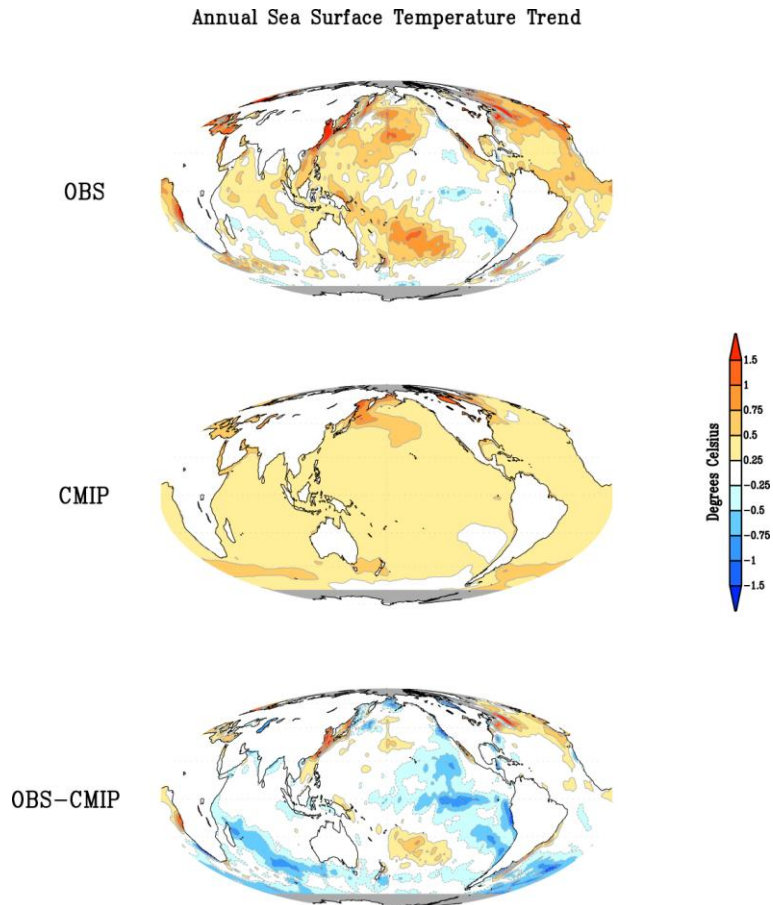 Annual Sea Surface Temperature Trend
OBS
CMIP
1.5
1
0.75
0.5
0.25
-0.25
-0.5
-0.75
-1
-1.5
Degrees Celsius
OBS-CMIP